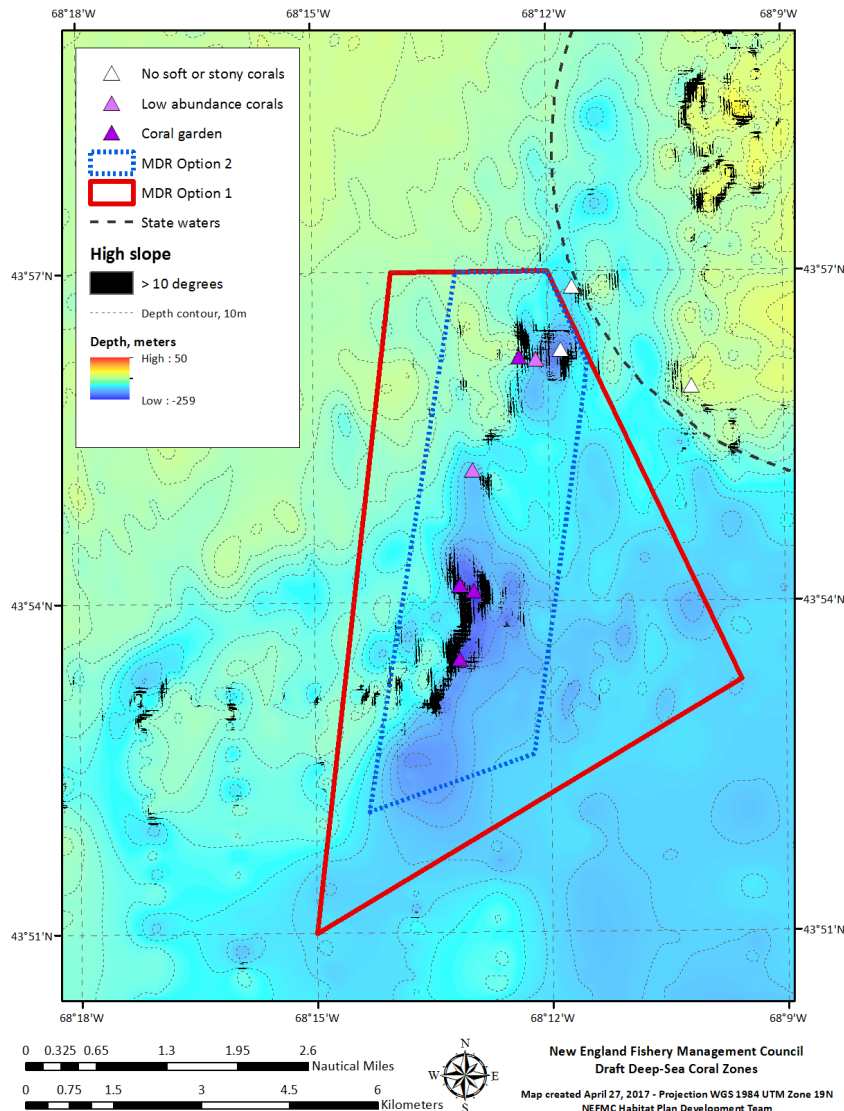 68°18'W 68°15'W 68°12'W 68°9'W
No soft or stony corals
Low abundance corals
Coral garden
MDR Option 2
MDR Option 1
State waters
High slope
> 10 degrees
Depth contour, 10m
Depth, meters
High : 50
Low : -259
43°57'N 43°57'N
43°54'N 43°54'N
43°51'N 43°51'N
68°18'W 68°15'W 68°12'W 68°9'W
0 0.325 0.65 1.3 1.95 2.6
Nautical Miles
0 0.75 1.5 3 4.5 6
Kilometers
N
W E
S
New England Fishery Management Council
Draft Deep-Sea Coral Zones
Map created April 27, 2017 - Projection WGS 1984 UTM Zone 19N
NEFMC Habitat Plan Development Team